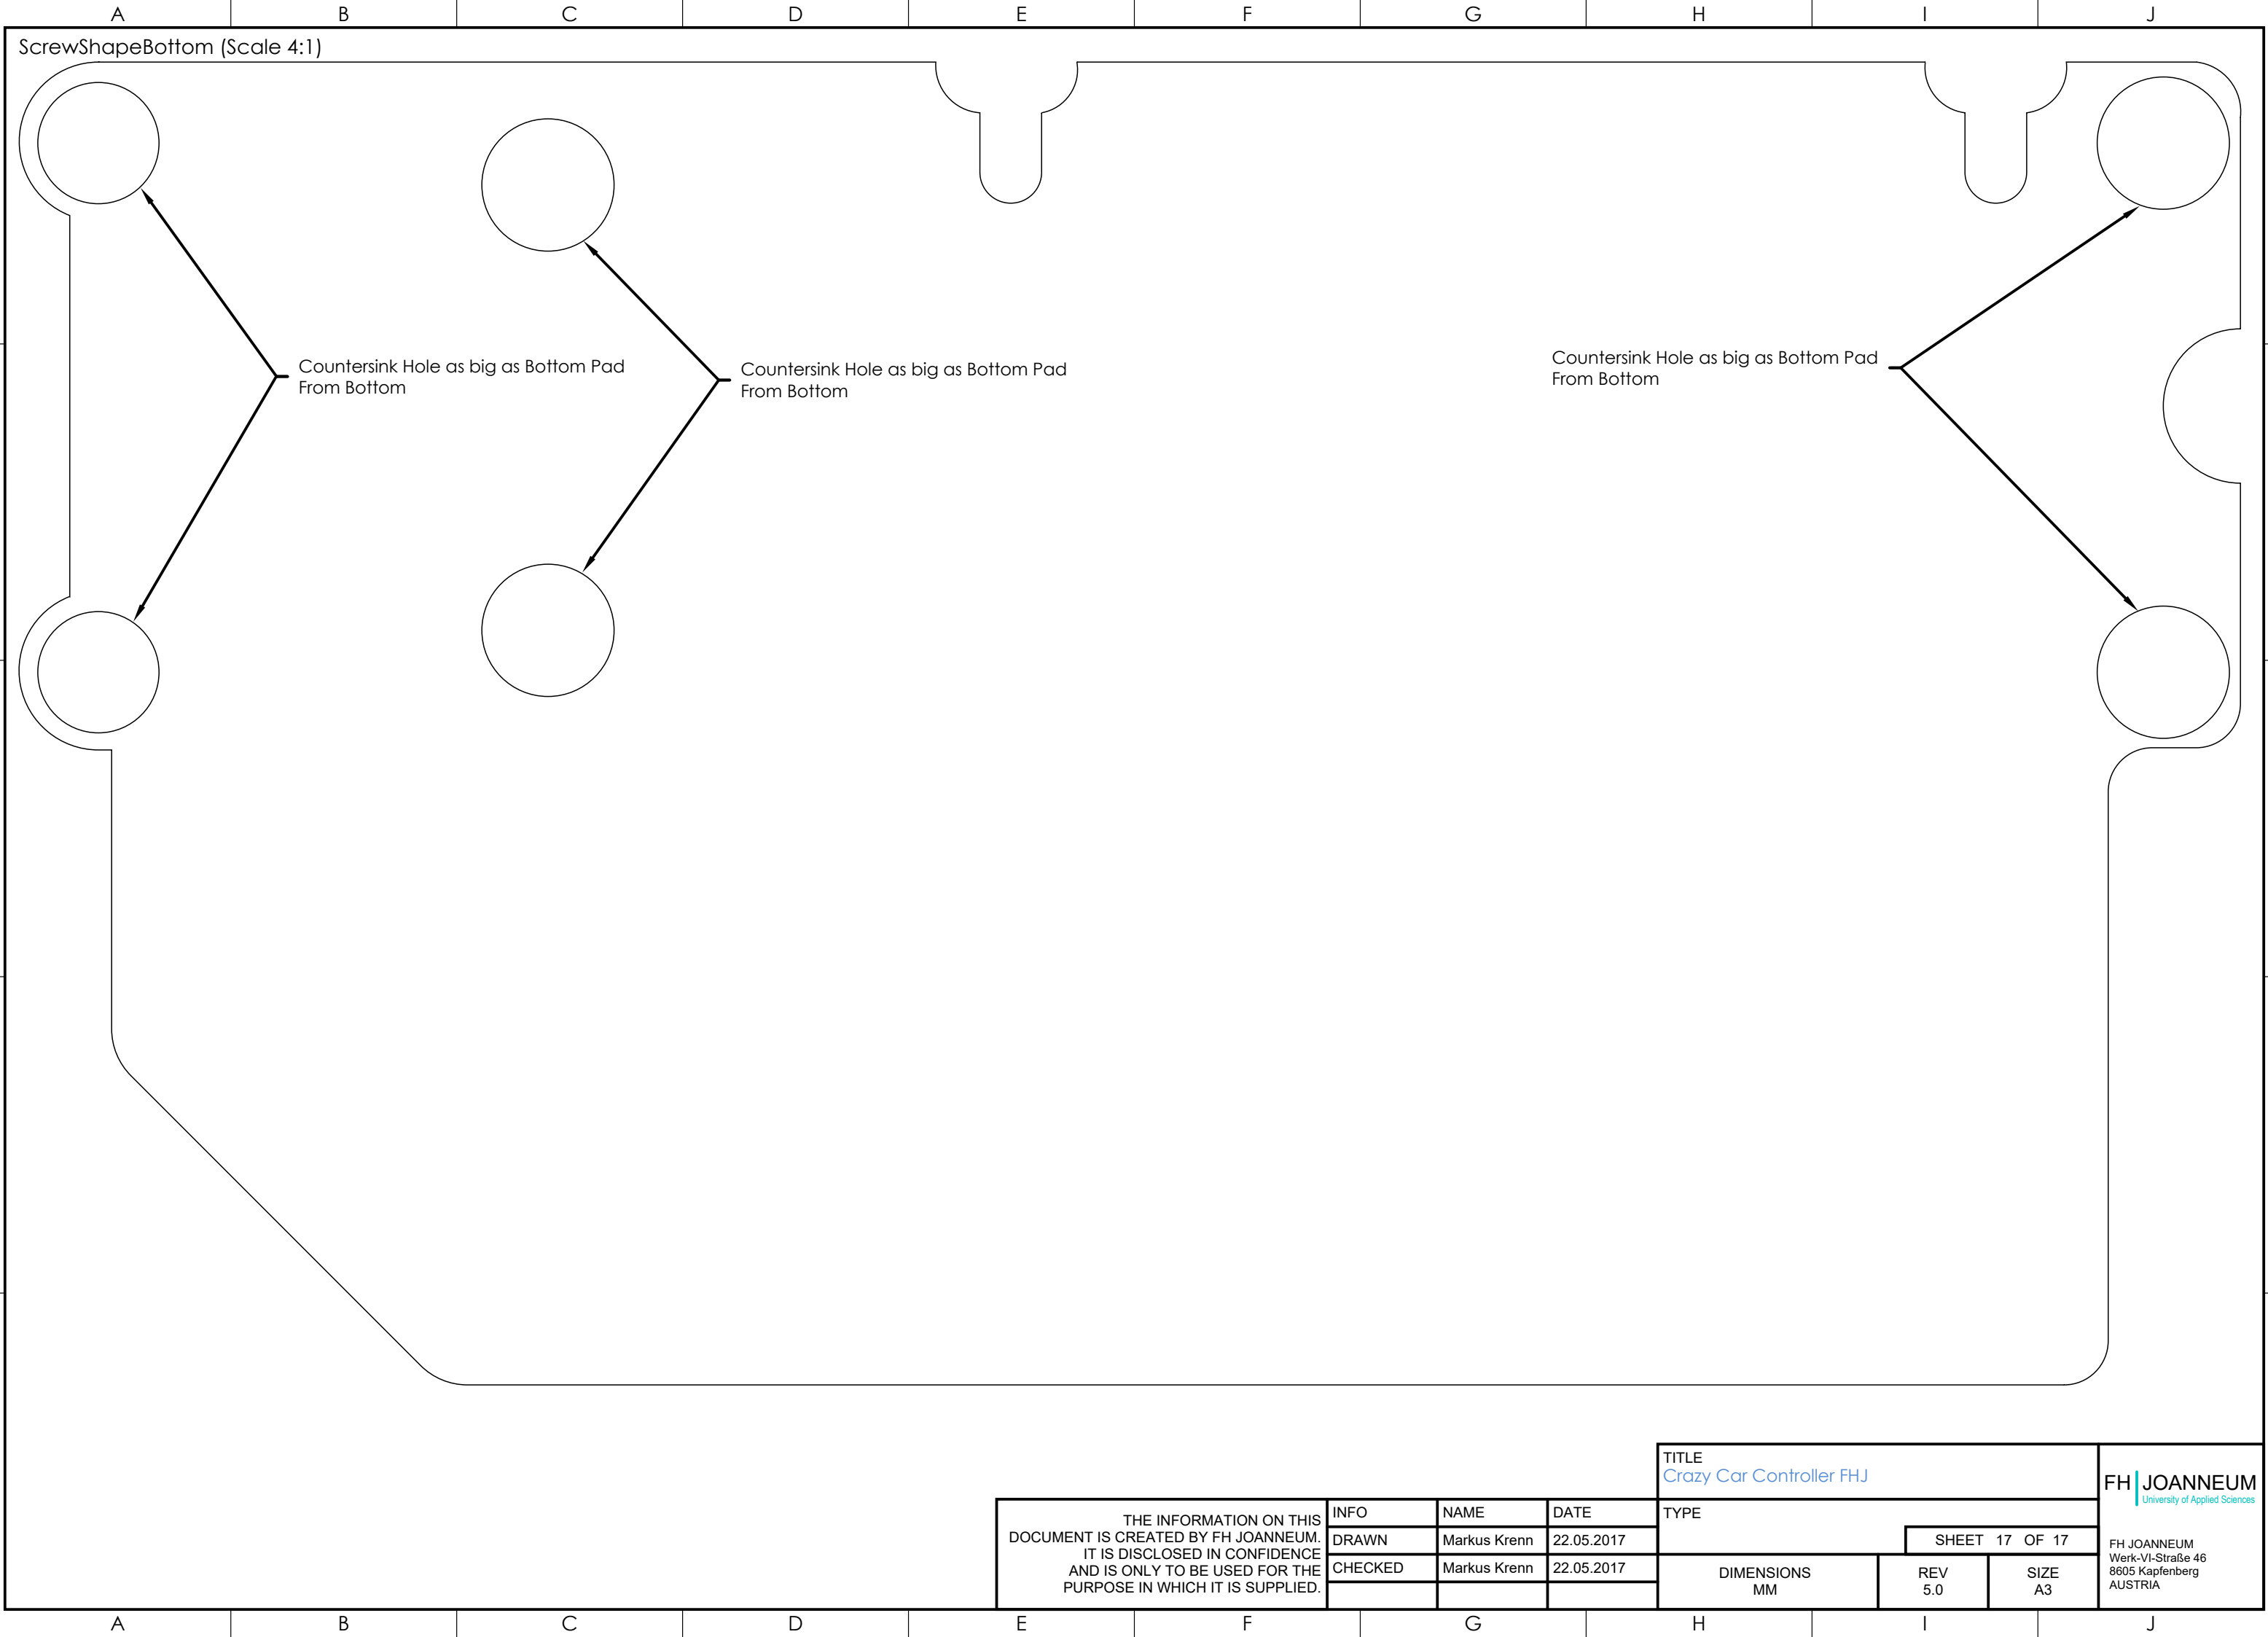 A B C D E F G H I J
ScrewShapeBottom (Scale 4:1)
Countersink Hole as big as Bottom Pad
From Bottom
Countersink Hole as big as Bottom Pad
From Bottom
Countersink Hole as big as Bottom Pad
From Bottom
THE INFORMATION ON THIS
DOCUMENT IS CREATED BY FH JOANNEUM.
IT IS DISCLOSED IN CONFIDENCE
AND IS ONLY TO BE USED FOR THE
PURPOSE IN WHICH IT IS SUPPLIED.
INFO NAME DATE
DRAWN Markus Krenn 22.05.2017
CHECKED Markus Krenn 22.05.2017
TITLE
Crazy Car Controller FHJ
TYPE
SHEET 17 OF 17
DIMENSIONS
MM
REV
5.0
SIZE
A3
FH JOANNEUM
University of Applied Sciences
FH JOANNEUM
Werk-VI-Straße 46
8605 Kapfenberg
AUSTRIA
A B C D E F G H I J